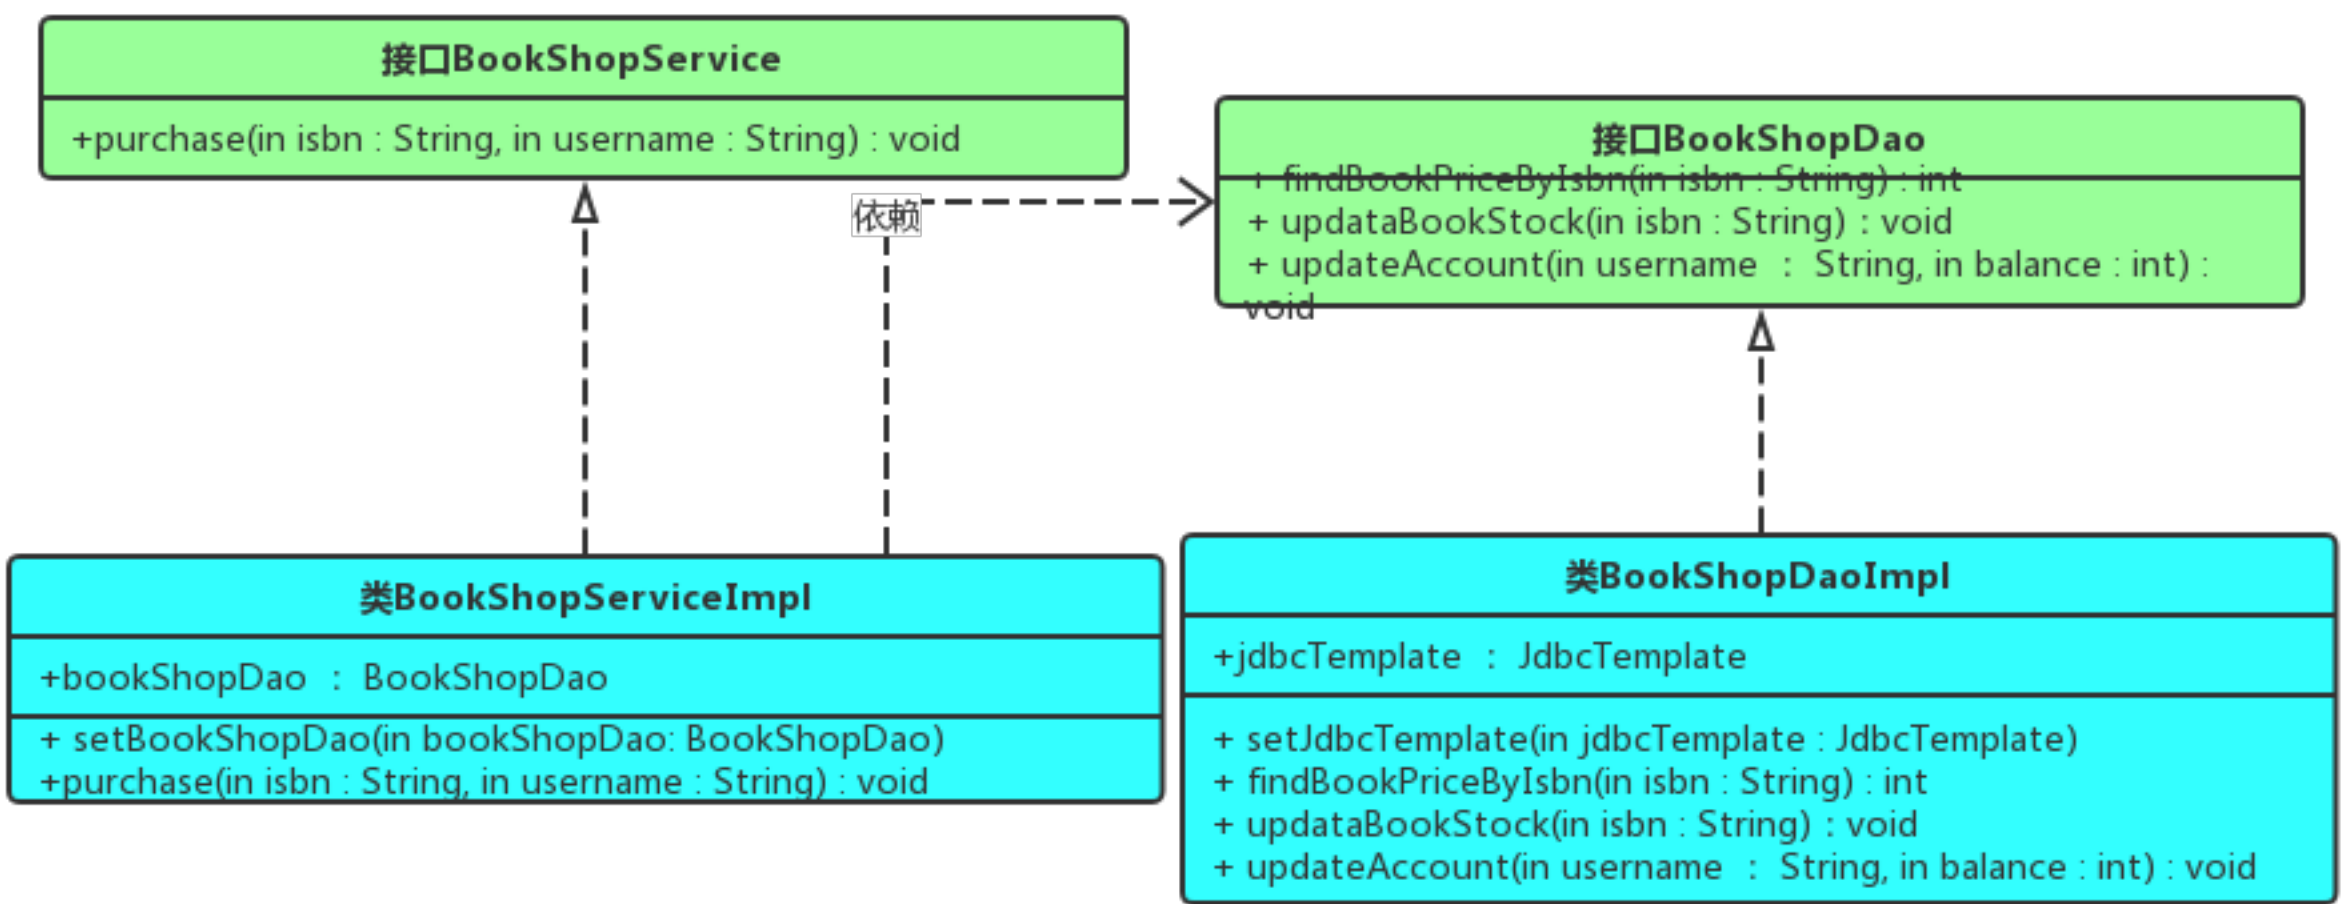 接口BookShopService
+purchase(in isbn : String, in username : String) : void
依赖
接口BookShopDao
+ findBookPriceByIsbn(in isbn : String) : int
+ updataBookStock(in isbn : String) : void
+ updateAccount(in username ： String, in balance : int) :
void
类BookShopServiceImpl
+bookShopDao ： BookShopDao
+ setBookShopDao(in bookShopDao: BookShopDao)
+purchase(in isbn : String, in username : String) : void
类BookShopDaoImpl
+jdbcTemplate ： JdbcTemplate
+ setJdbcTemplate(in jdbcTemplate : JdbcTemplate)
+ findBookPriceByIsbn(in isbn : String) : int
+ updataBookStock(in isbn : String) : void
+ updateAccount(in username ： String, in balance : int) : void